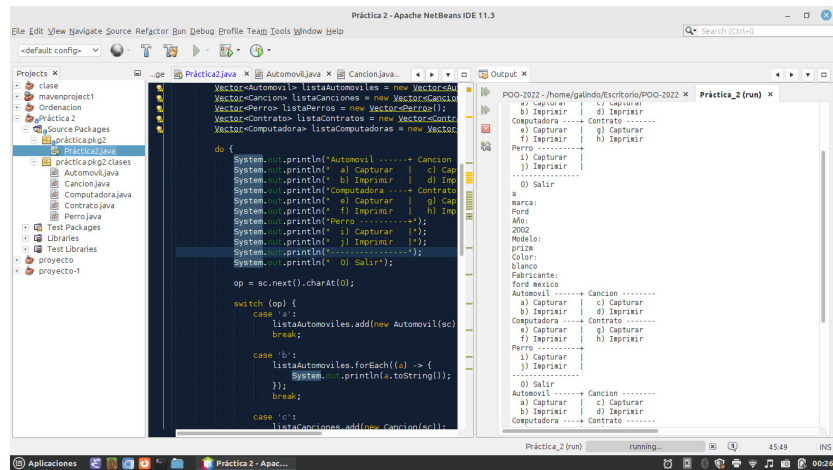 Práctica 2 - Apache NetBeans IDE 11.3
File Edit View Navigate Source Refactor Run Debug Profile Team Tools Window Help
Search (Ctrl+I)
<default config>
Projects
clase
mavenproject1
Ordenacion
Práctica 2
Source Packages
práctica.pkg2
Práctica2.java
práctica.pkg2.clases
Automovil.java
Cancion.java
Computadora.java
Contrato.java
Perro.java
Test Packages
Libraries
Test Libraries
proyecto
proyecto-1
...ge Práctica2.java Automovil.java Cancion.java...
Vector<Automovil> listaAutomoviles = new Vector<Au
Vector<Cancion> listaCanciones = new Vector<Cancio
Vector<Perro> listaPerros = new Vector<Perro>();
Vector<Contrato> listaContratos = new Vector<Contr
Vector<Computadora> listaComputadoras = new Vector
do {
System.out.println("Automovil ------+ Cancion
System.out.println("  a) Capturar   |   c) Cap
System.out.println("  b) Imprimir   |   d) Imp
System.out.println("Computadora ----+ Contrato
System.out.println("  e) Capturar   |   g) Cap
System.out.println("  f) Imprimir   |   h) Imp
System.out.println("Perro ----------+");
System.out.println("  i) Capturar   |");
System.out.println("  j) Imprimir   |");
System.out.println("----------------");
System.out.println("  0) Salir");
op = sc.next().charAt(0);
switch (op) {
case 'a':
listaAutomoviles.add(new Automovil(sc)
break;
case 'b':
listaAutomoviles.forEach((a) -> {
System.out.println(a.toString());
});
break;
case 'c':
listaCanciones.add(new Cancion(sc));
Output
POO-2022 - /home/galindo/Escritorio/POO-2022 Práctica_2 (run)
a) Capturar | c) Capturar
b) Imprimir | d) Imprimir
Computadora ----+ Contrato -------
e) Capturar | g) Capturar
f) Imprimir | h) Imprimir
Perro ----------+
i) Capturar |
j) Imprimir |
----------------
0) Salir
a
marca:
Ford
Año:
2002
Modelo:
prizm
Color:
blanco
Fabricante:
ford mexico
Automovil ------+ Cancion --------
a) Capturar | c) Capturar
b) Imprimir | d) Imprimir
Computadora ----+ Contrato -------
e) Capturar | g) Capturar
f) Imprimir | h) Imprimir
Perro ----------+
i) Capturar |
j) Imprimir |
----------------
0) Salir
Automovil ------+ Cancion --------
a) Capturar | c) Capturar
b) Imprimir | d) Imprimir
Computadora ----+ Contrato -------
Práctica_2 (run) running... (1) 45:49 INS
Aplicaciones Práctica 2 - Apac... 00:26